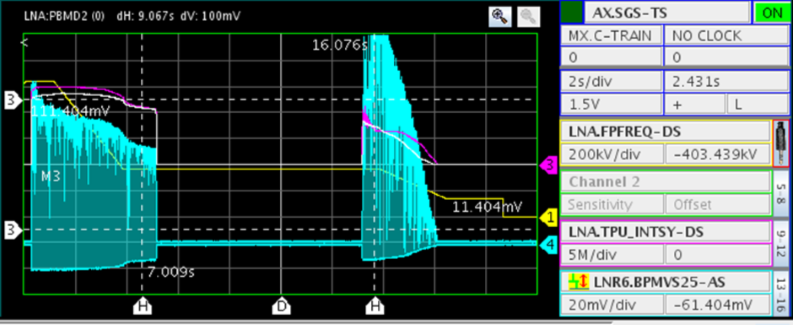 LNA:PBMD2 (0) dH: 9.067s dV: 100mV
AX.SGS-TS ON
MX.C-TRAIN NO CLOCK
0 0
2s/div 2.431s
1.5V + L
<
16.076s
3
111.404mV
M3
3
7.009s
11.404mV
3
1
4
H D H
LNA.FPFREQ-DS
200kV/div -403.439kV
Channel 2
Sensitivity Offset
LNA.TPU_INTSY-DS
5M/div 0
LNR6.BPMVS25-AS
20mV/div -61.404mV
5-8
9-12
13-16